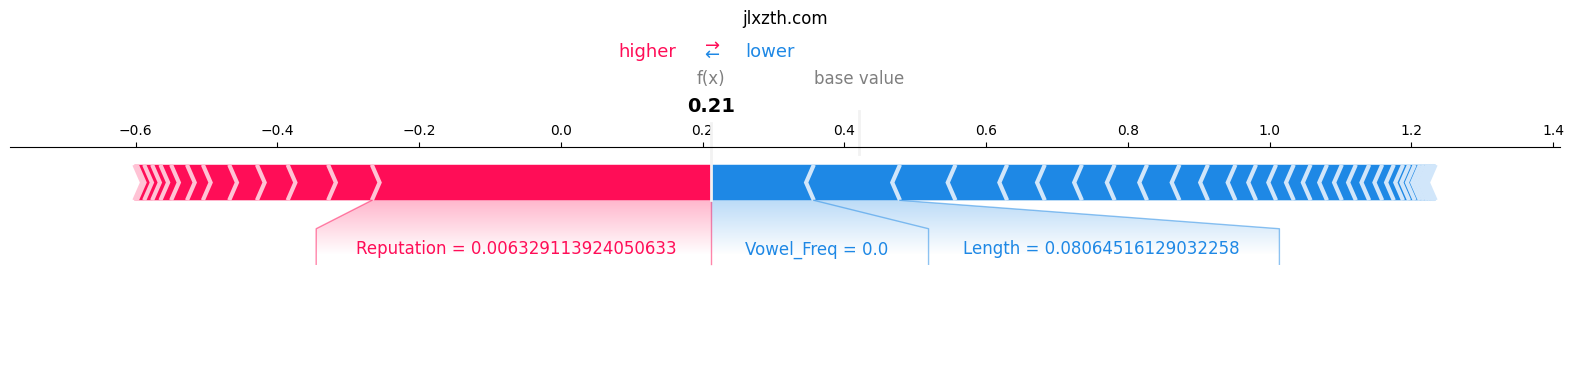 jlxzth.com
higher ⇄ lower
f(x) base value
0.21
−0.6 −0.4 −0.2 0.0 0.2 0.4 0.6 0.8 1.0 1.2 1.4
Reputation = 0.006329113924050633 Vowel_Freq = 0.0 Length = 0.08064516129032258